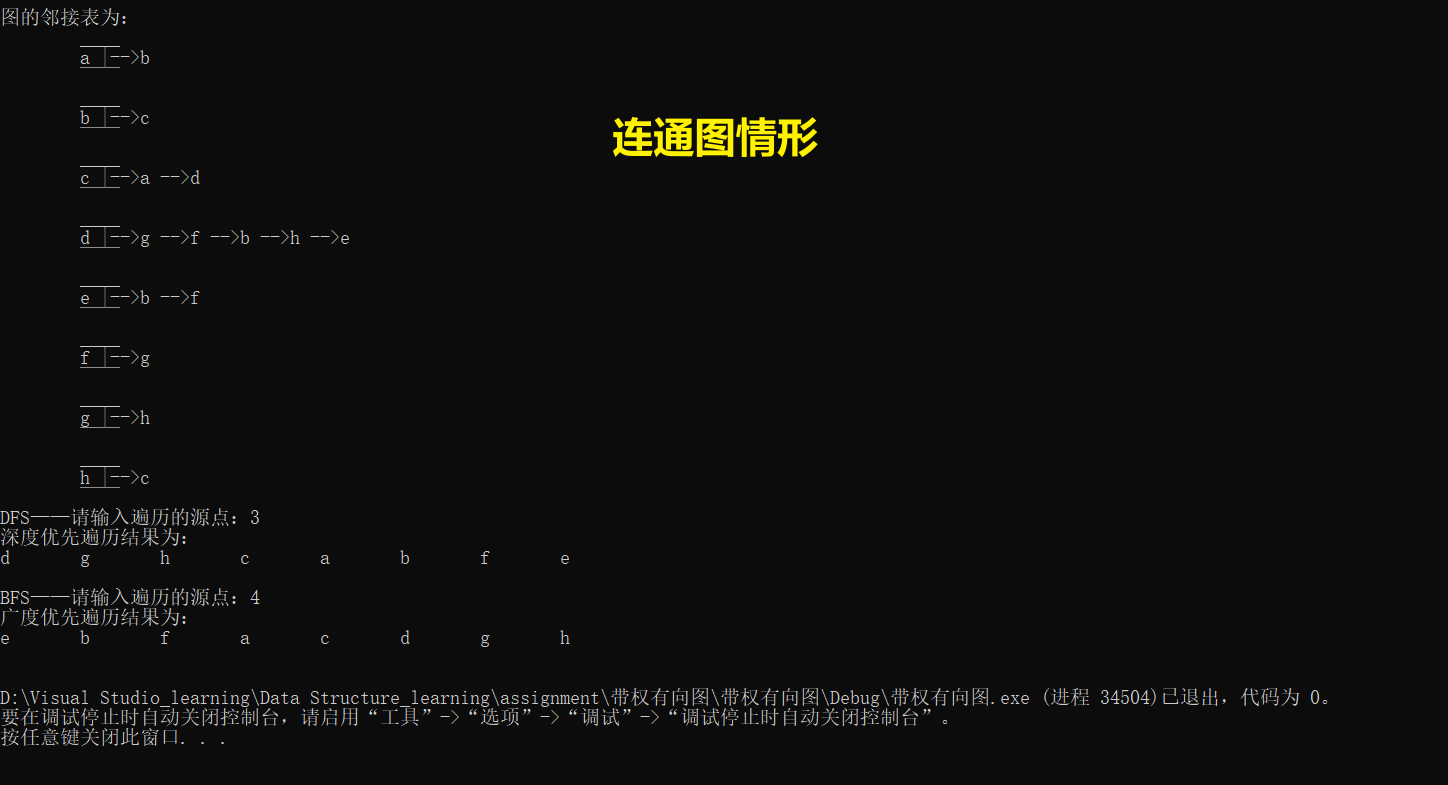 图的邻接表为：
a |-->b
b |-->c
连通图情形
c |-->a -->d
d |-->g -->f -->b -->h -->e
e |-->b -->f
f |-->g
g |-->h
h |-->c
DFS——请输入遍历的源点：3
深度优先遍历结果为：
d g h c a b f e
BFS——请输入遍历的源点：4
广度优先遍历结果为：
e b f a c d g h
D:\Visual Studio_learning\Data Structure_learning\assignment\带权有向图\带权有向图\Debug\带权有向图.exe (进程 34504)已退出，代码为 0。
要在调试停止时自动关闭控制台，请启用“工具”->“选项”->“调试”->“调试停止时自动关闭控制台”。
按任意键关闭此窗口. . .